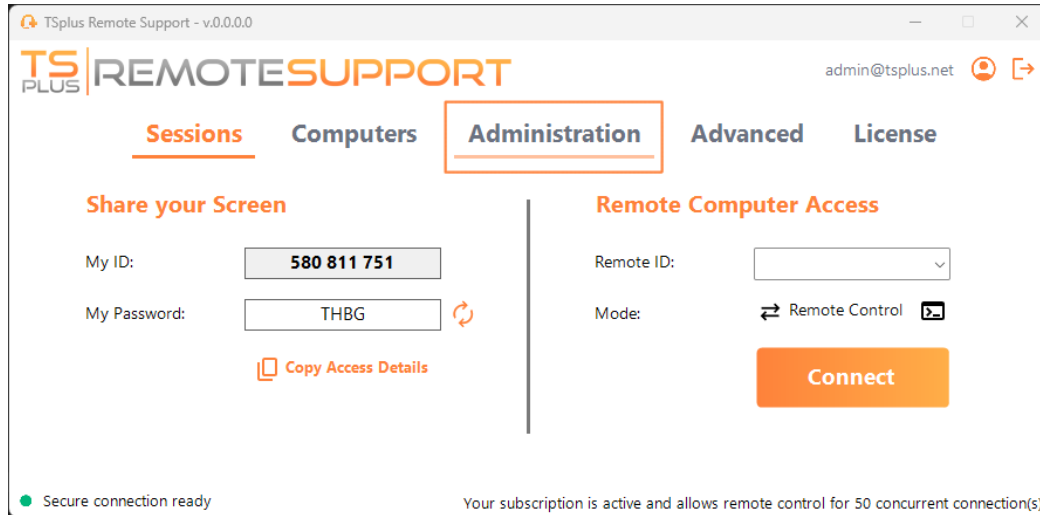 TSplus Remote Support - v.0.0.0.0
TS PLUS REMOTESUPPORT
admin@tsplus.net
Sessions Computers Administration Advanced License
Share your Screen
My ID: 580 811 751
My Password: THBG
Copy Access Details
Remote Computer Access
Remote ID:
Mode: Remote Control
Connect
Secure connection ready
Your subscription is active and allows remote control for 50 concurrent connection(s)